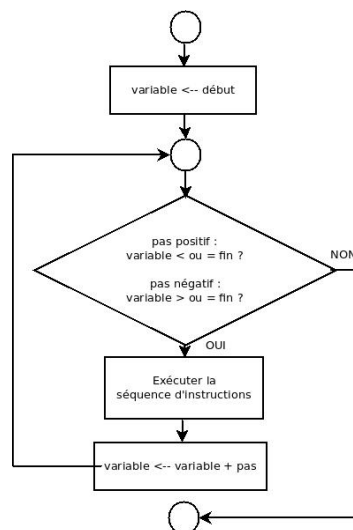 variable <-- début
pas positif :
variable < ou = fin ?
pas négatif :
variable > ou = fin ?
NON
OUI
Exécuter la
séquence d'instructions
variable <-- variable + pas